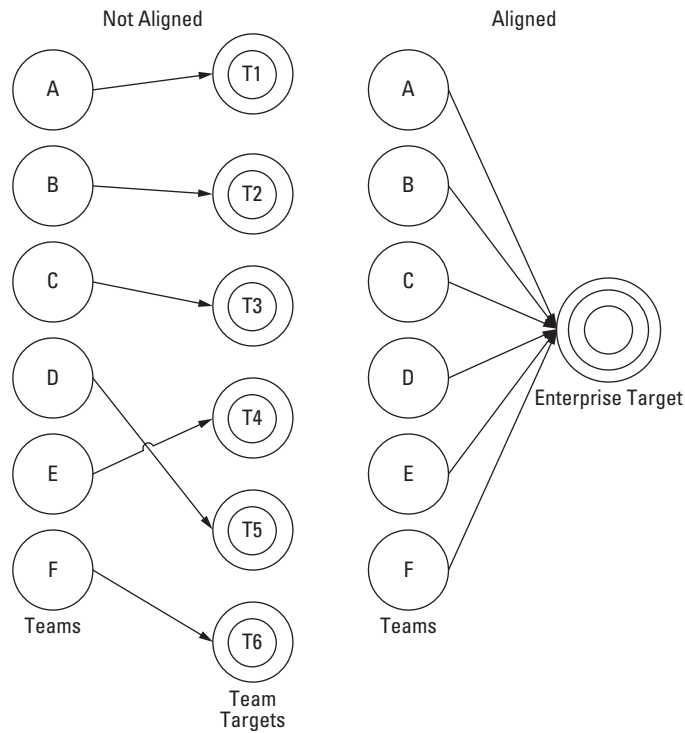 Not Aligned
A
B
C
D
E
F
Teams
T1
T2
T3
T4
T5
T6
Team
Targets
Aligned
A
B
C
D
E
F
Teams
Enterprise Target